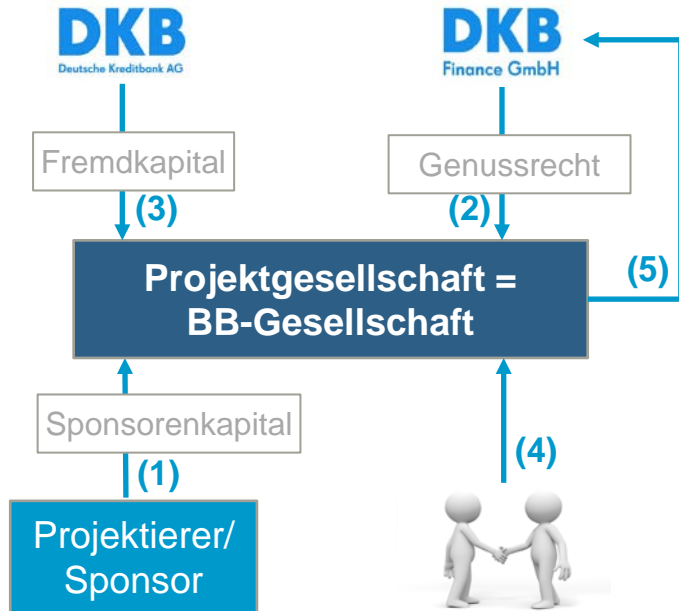 DKB
Deutsche Kreditbank AG
DKB
Finance GmbH
Fremdkapital
Genussrecht
(3)
(2)
Projektgesellschaft =
BB-Gesellschaft
(5)
Sponsorenkapital
(1)
(4)
Projektierer/
Sponsor